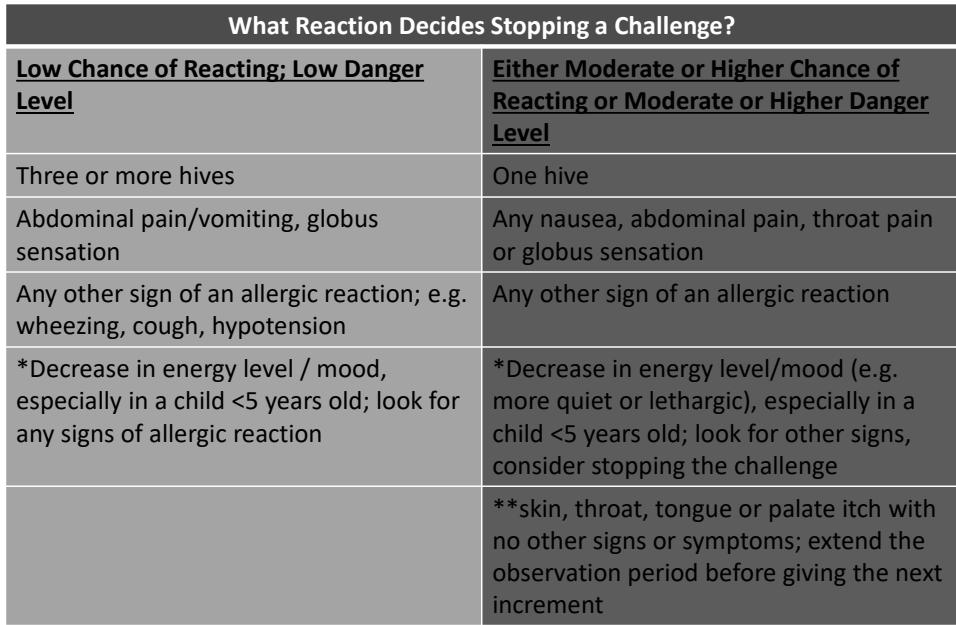 What Reaction Decides Stopping a Challenge?
Low Chance of Reacting; Low Danger
Level
Either Moderate or Higher Chance of
Reacting or Moderate or Higher Danger
Level
Three or more hives
One hive
Abdominal pain/vomiting, globus
sensation
Any nausea, abdominal pain, throat pain
or globus sensation
Any other sign of an allergic reaction; e.g.
wheezing, cough, hypotension
Any other sign of an allergic reaction
*Decrease in energy level / mood,
especially in a child <5 years old; look for
any signs of allergic reaction
*Decrease in energy level/mood (e.g.
more quiet or lethargic), especially in a
child <5 years old; look for other signs,
consider stopping the challenge
**skin, throat, tongue or palate itch with
no other signs or symptoms; extend the
observation period before giving the next
increment